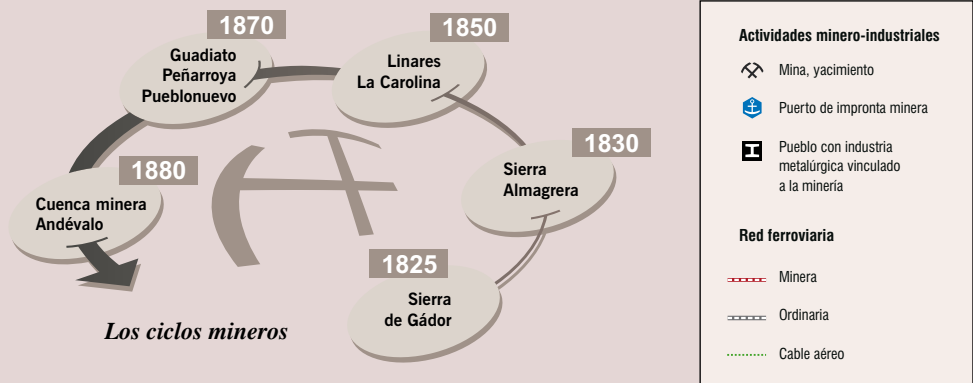 1870
Guadiato
Peñarroya
Pueblonuevo
1850
Linares
La Carolina
1830
Sierra
Almagrera
1880
Cuenca minera
Andévalo
1825
Sierra
de Gádor
Los ciclos mineros
Actividades minero-industriales
Mina, yacimiento
Puerto de impronta minera
Pueblo con industria
metalúrgica vinculado
a la minería
Red ferroviaria
Minera
Ordinaria
Cable aéreo